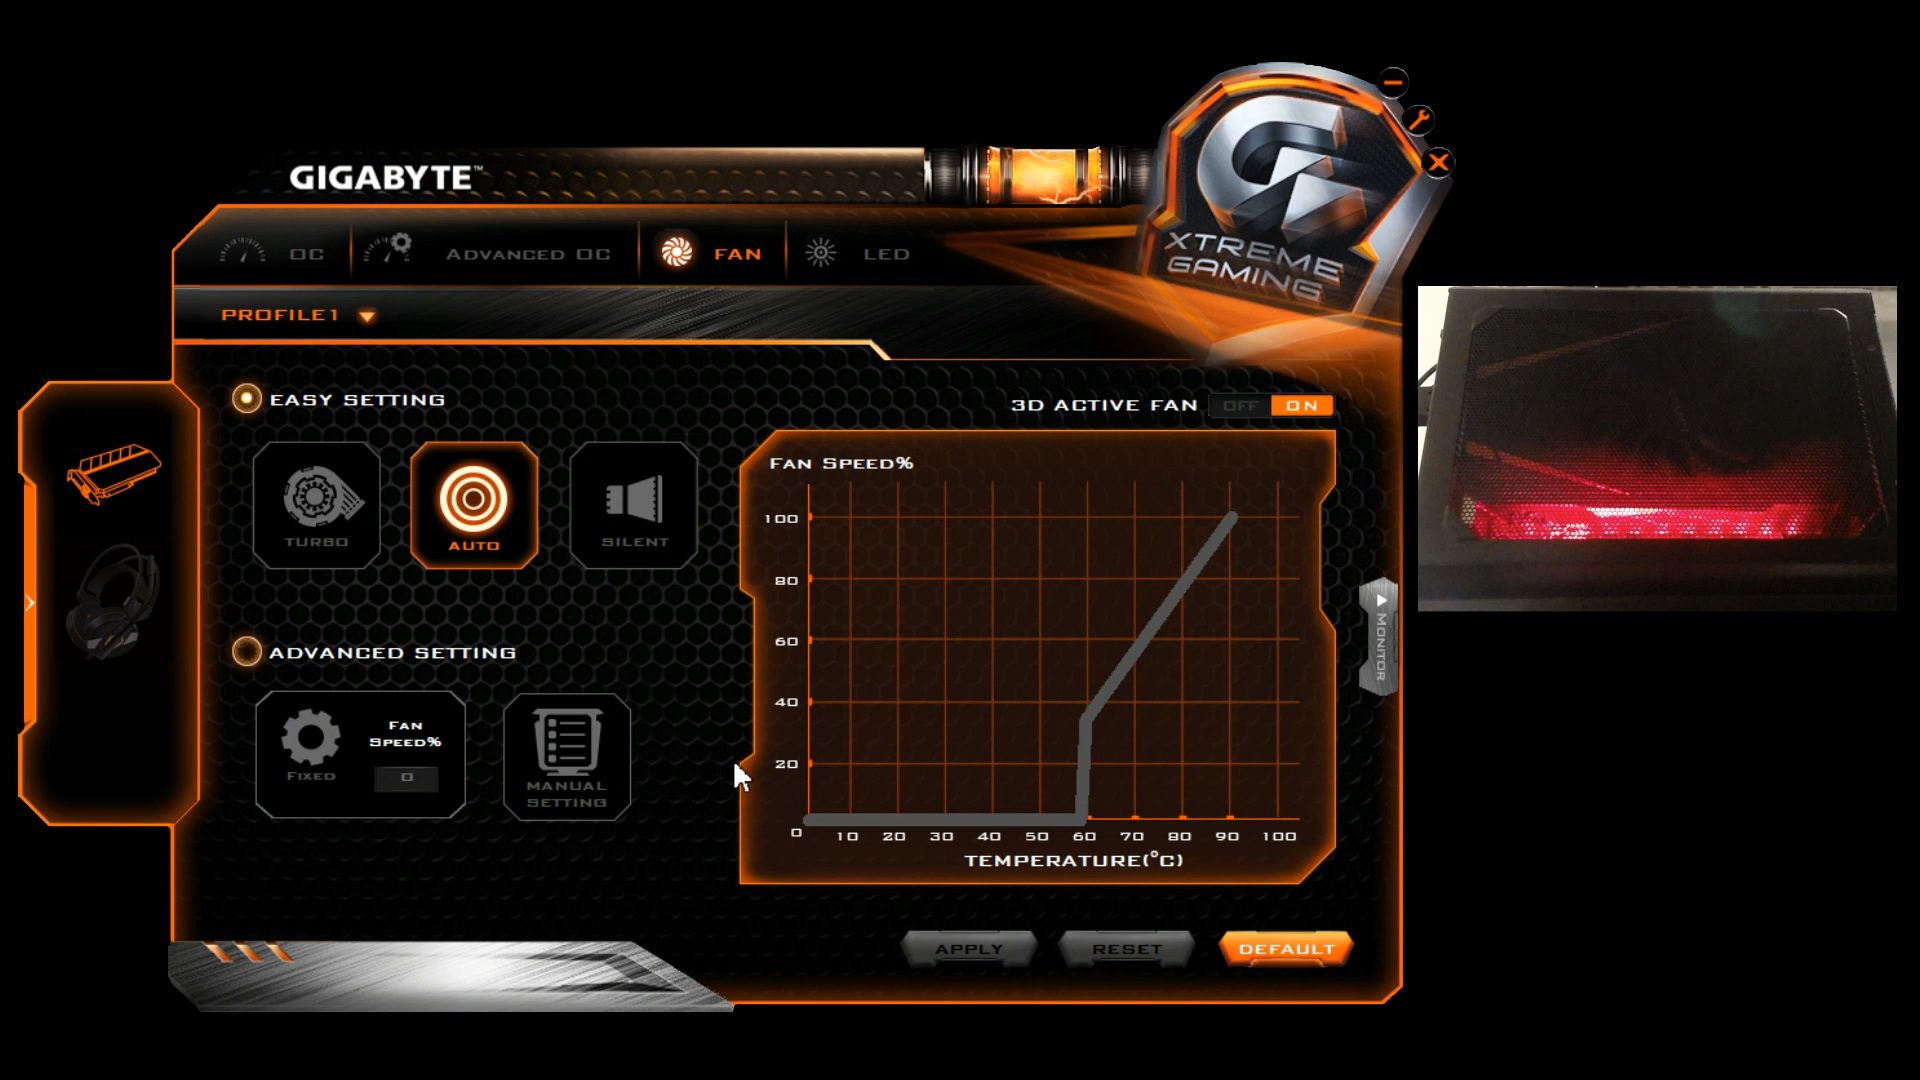 GIGABYTE™
XTREME
GAMING
OC
ADVANCED OC
FAN
LED
PROFILE1
EASY SETTING
3D ACTIVE FAN OFF ON
TURBO
AUTO
SILENT
ADVANCED SETTING
FIXED
FAN
SPEED%
0
MANUAL
SETTING
FAN SPEED%
100
80
60
40
20
0
10 20 30 40 50 60 70 80 90 100
TEMPERATURE(°C)
MONITOR
APPLY
RESET
DEFAULT